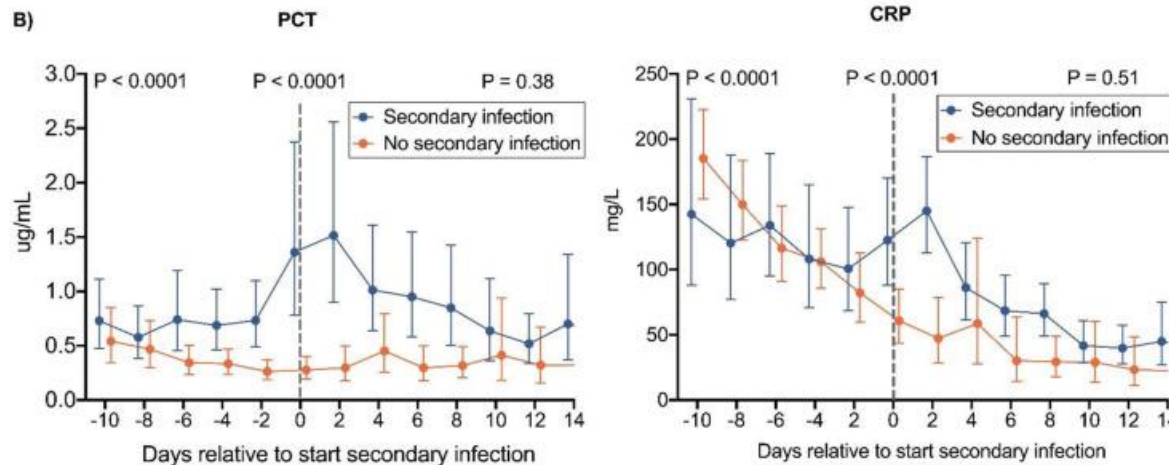 B)
PCT
P < 0.0001 P < 0.0001 P = 0.38
3.0
2.5
2.0
1.5
1.0
0.5
0.0
ug/mL
Secondary infection
No secondary infection
-10 -8 -6 -4 -2 0 2 4 6 8 10 12 14
Days relative to start secondary infection
CRP
P < 0.0001 P < 0.0001 P = 0.51
250
200
150
100
50
0
mg/L
Secondary infection
No secondary infection
-10 -8 -6 -4 -2 0 2 4 6 8 10 12 14
Days relative to start secondary infection